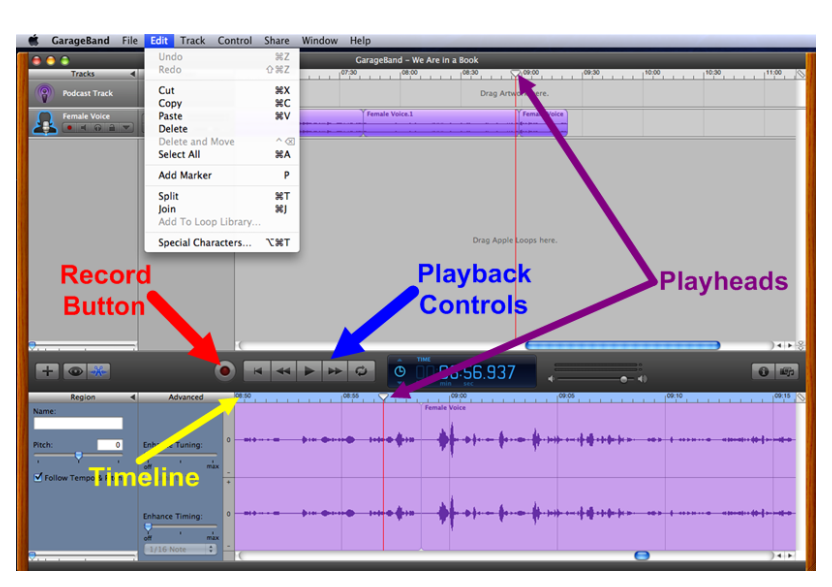 GarageBand File Edit Track Control Share Window Help
GarageBand - We Are in a Book
Undo ⌘Z
Redo ⇧⌘Z
Cut ⌘X
Copy ⌘C
Paste ⌘V
Delete
Delete and Move ^⌫
Select All ⌘A
Add Marker P
Split ⌘T
Join ⌘J
Add To Loop Library...
Special Characters... ⌥⌘T
Tracks
07:30 08:00 08:30 09:00 09:30 10:00 10:30 11:00
Podcast Track
Drag Artwork here.
Female Voice
Female Voice.1
Female Voice
Drag Apple Loops here.
Record
Button
Playback
Controls
Playheads
TIME
08:56.937
min sec
Region Advanced
08:50 08:55 09:00 09:05 09:10 09:15
Female Voice
Name:
Pitch: 0
Enhance Tuning:
off max
Follow Tempo &
Timeline
Enhance Timing:
off max
1/16 Note
0
0